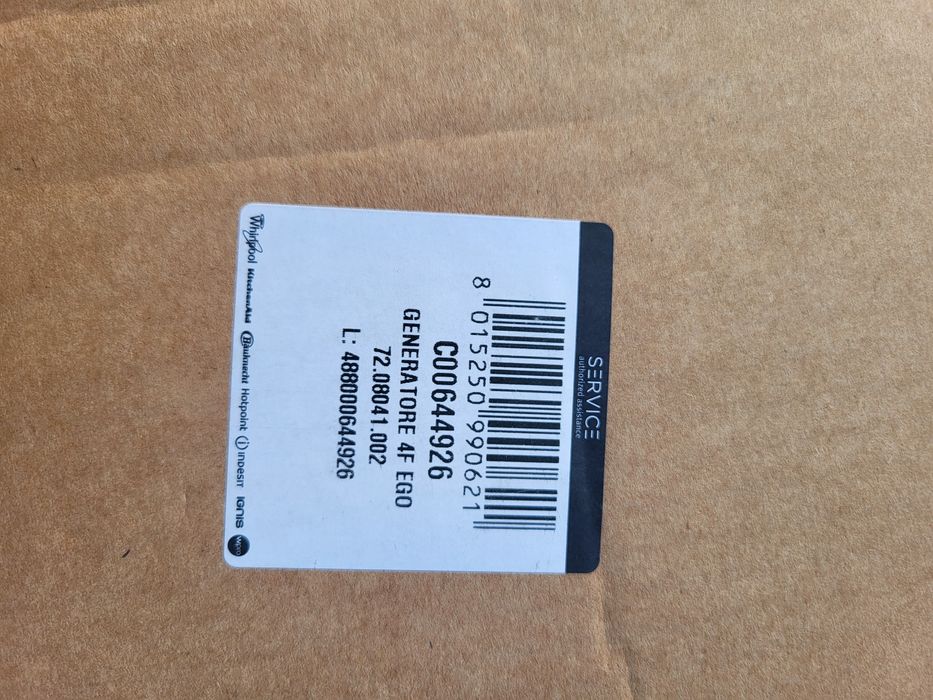 SERVICE
authorized assistance
8 015250 990621
C00644926
GENERATORE 4F EGO
72.08041.002
L: 488000644926
Whirlpool KitchenAid Bauknecht Hotpoint indesit IGNIS wpro